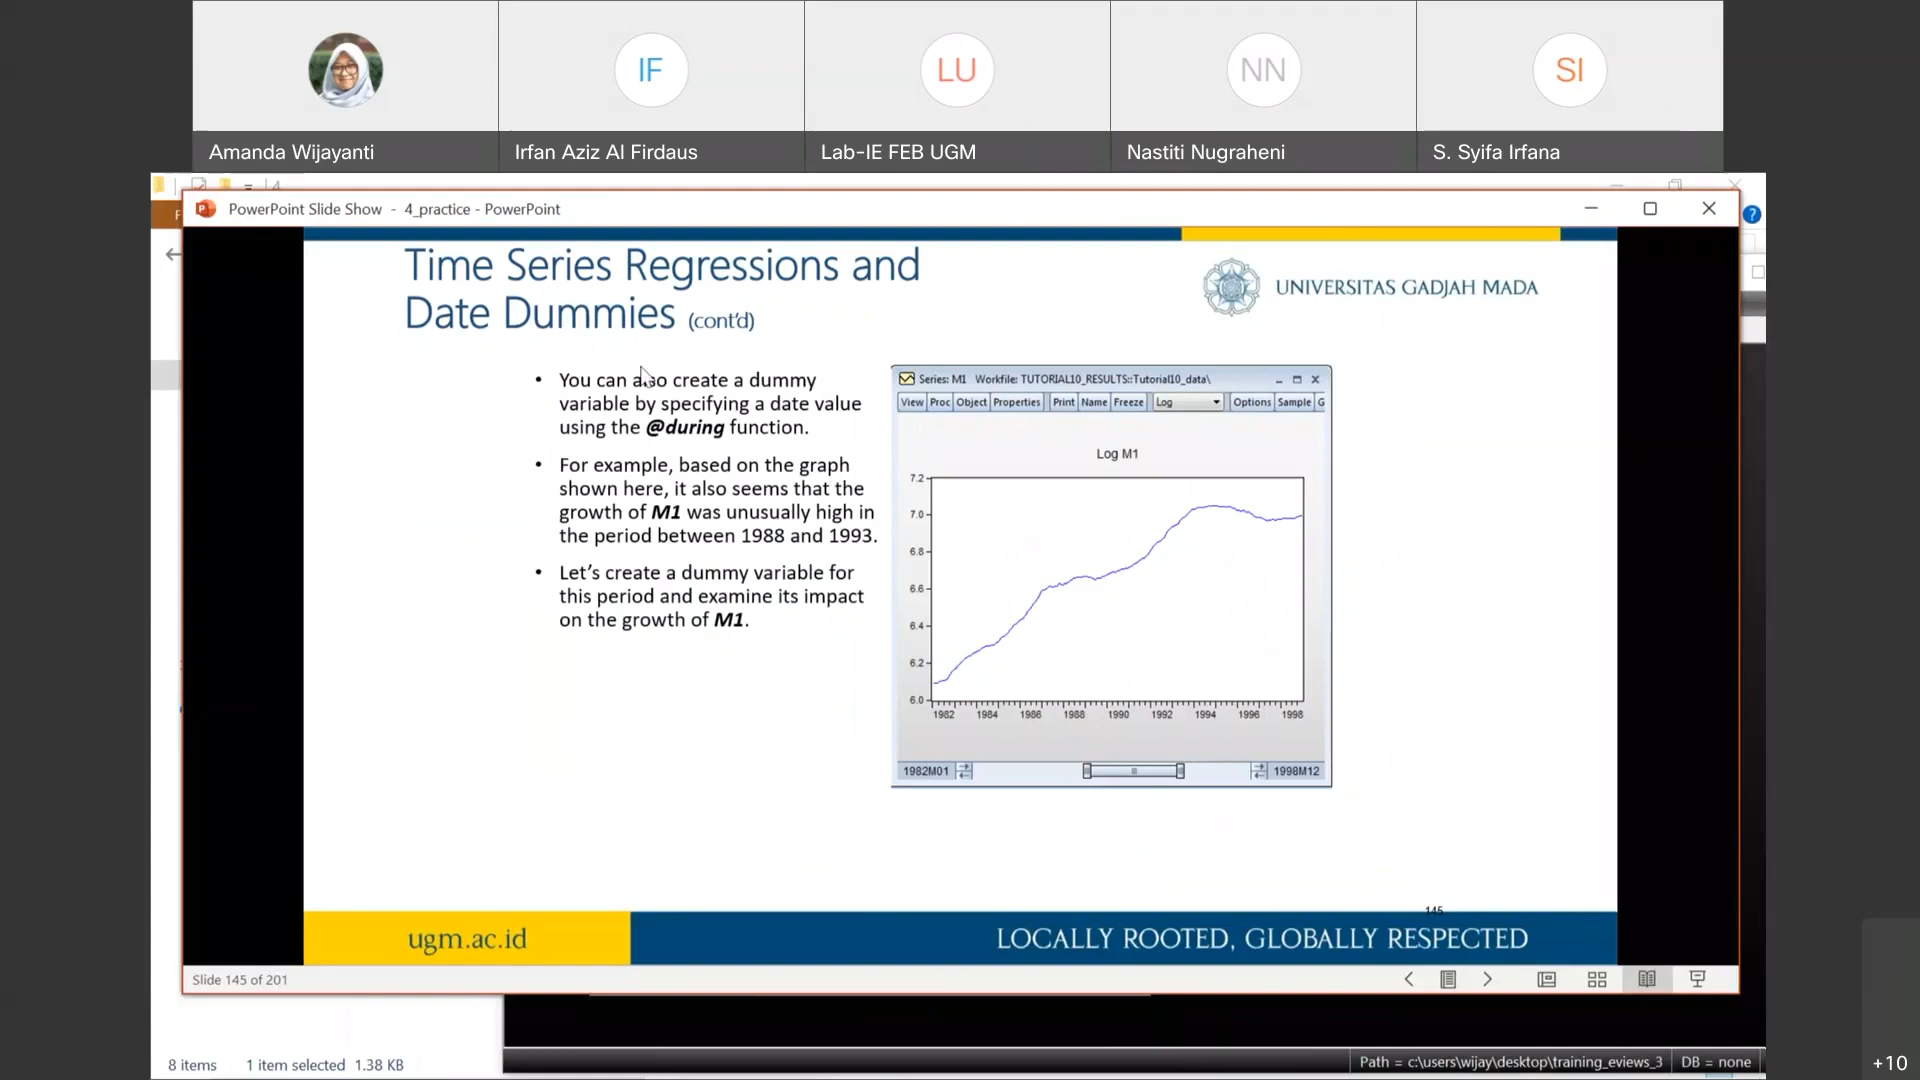 IF
LU
NN
SI
Amanda Wijayanti
Irfan Aziz Al Firdaus
Lab-IE FEB UGM
Nastiti Nugraheni
S. Syifa Irfana
PowerPoint Slide Show - 4_practice - PowerPoint
Time Series Regressions and
Date Dummies (cont'd)
UNIVERSITAS GADJAH MADA
• You can also create a dummy
variable by specifying a date value
using the @during function.
• For example, based on the graph
shown here, it also seems that the
growth of M1 was unusually high in
the period between 1988 and 1993.
• Let's create a dummy variable for
this period and examine its impact
on the growth of M1.
Series: M1 Workfile: TUTORIAL10_RESULTS::Tutorial10_data\
View Proc Object Properties Print Name Freeze Log Options Sample G
Log M1
7.2
7.0
6.8
6.6
6.4
6.2
6.0
1982 1984 1986 1988 1990 1992 1994 1996 1998
1982M01 1998M12
145
ugm.ac.id
LOCALLY ROOTED, GLOBALLY RESPECTED
Slide 145 of 201
8 items 1 item selected 1.38 KB
Path = c:\users\wijay\desktop\training_eviews_3 DB = none
+10